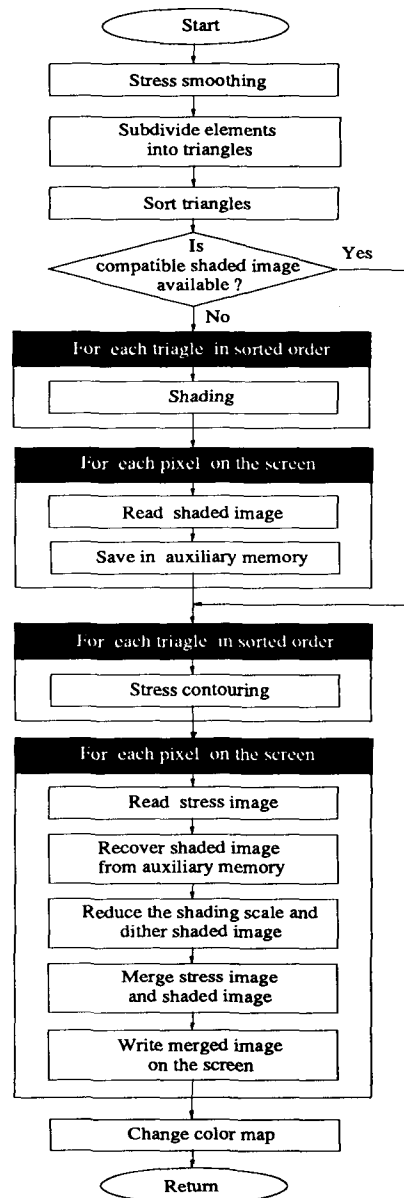 Start
Stress smoothing
Subdivide elements
into triangles
Sort triangles
Is
compatible shaded image
available ?
Yes
No
For each triagle in sorted order
Shading
For each pixel on the screen
Read shaded image
Save in auxiliary memory
For each triagle in sorted order
Stress contouring
For each pixel on the screen
Read stress image
Recover shaded image
from auxiliary memory
Reduce the shading scale and
dither shaded image
Merge stress image
and shaded image
Write merged image
on the screen
Change color map
Return